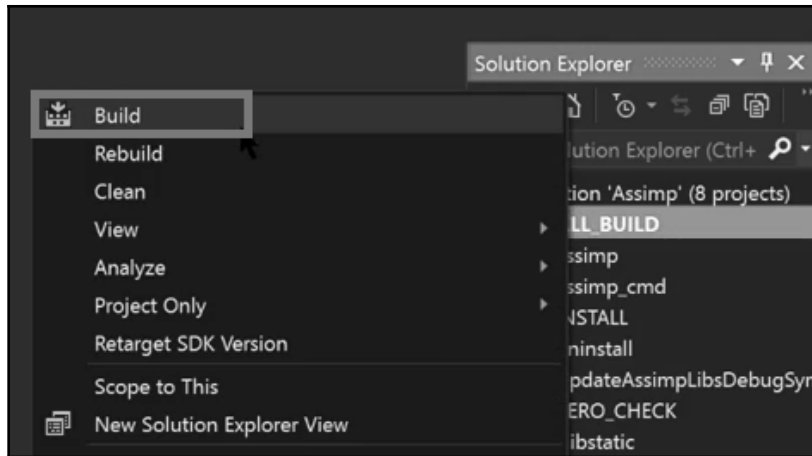 Solution Explorer
Build
Rebuild
Clean
View
Analyze
Project Only
Retarget SDK Version
Scope to This
New Solution Explorer View
lution Explorer (Ctrl+
tion 'Assimp' (8 projects)
LL_BUILD
ssimp
ssimp_cmd
NSTALL
ninstall
pdateAssimpLibsDebugSyr
ERO_CHECK
ibstatic